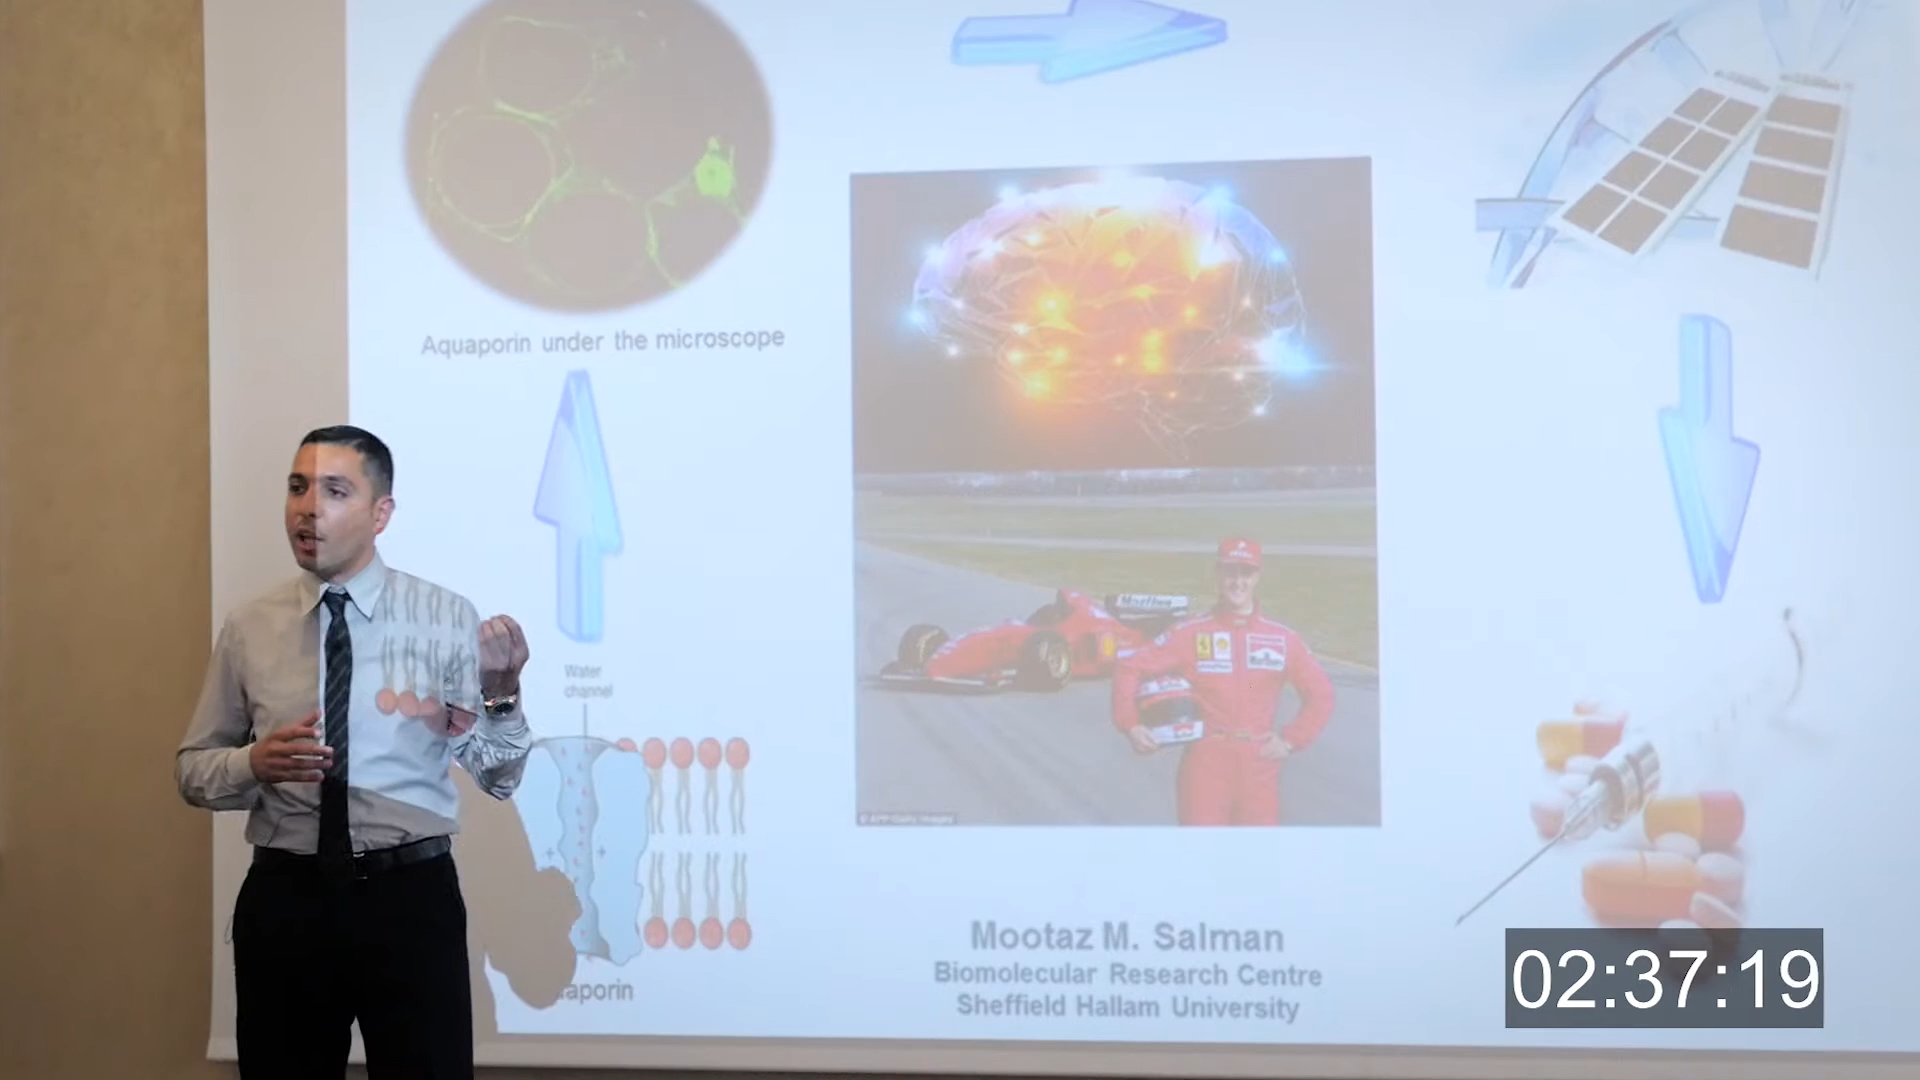 Aquaporin under the microscope
Water
channel
Marlboro
Marlboro
aporin
Mootaz M. Salman
Biomolecular Research Centre
Sheffield Hallam University
02:37:19